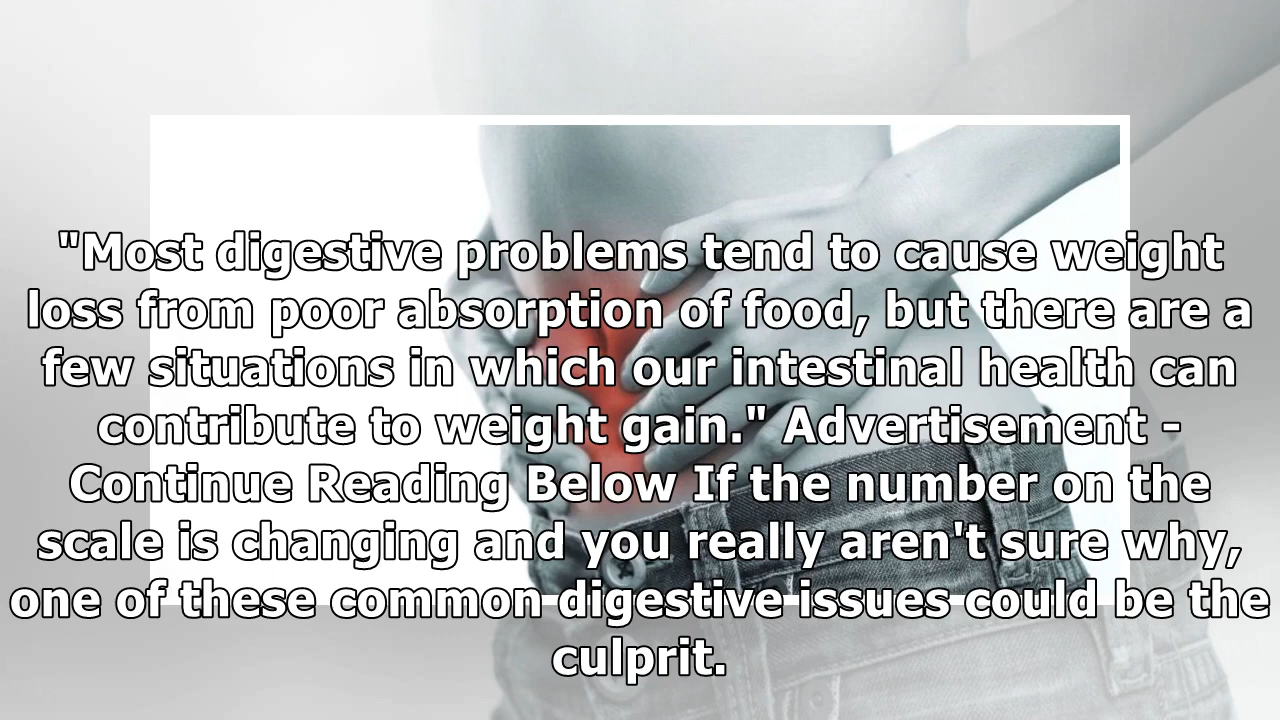 "Most digestive problems tend to cause weight
loss from poor absorption of food, but there are a
few situations in which our intestinal health can
contribute to weight gain." Advertisement -
Continue Reading Below If the number on the
scale is changing and you really aren't sure why,
one of these common digestive issues could be the
culprit.